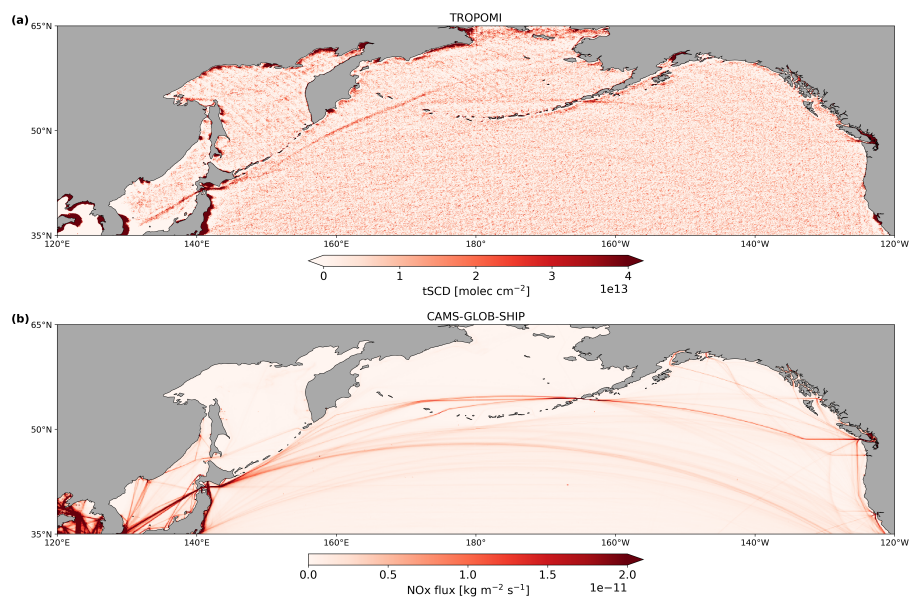 (a)
TROPOMI
65°N
50°N
35°N
120°E 140°E 160°E 180° 160°W 140°W 120°W
0 1 2 3 4
1e13
tSCD [molec cm⁻²]
(b)
CAMS-GLOB-SHIP
65°N
50°N
35°N
120°E 140°E 160°E 180° 160°W 140°W 120°W
0.0 0.5 1.0 1.5 2.0
1e−11
NOx flux [kg m⁻² s⁻¹]